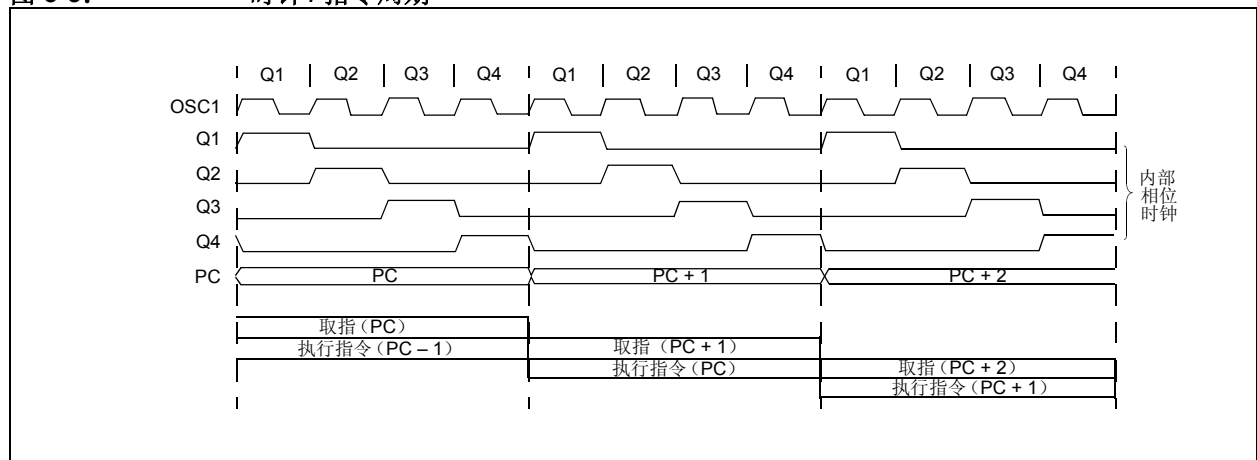 Q1 Q2 Q3 Q4 Q1 Q2 Q3 Q4 Q1 Q2 Q3 Q4
OSC1
Q1
Q2
Q3
Q4
内部
相位
时钟
PC PC PC + 1 PC + 2
取指（PC）
执行指令（PC – 1） 取指 （PC + 1）
执行指令（PC） 取指（PC + 2）
执行指令（PC + 1）